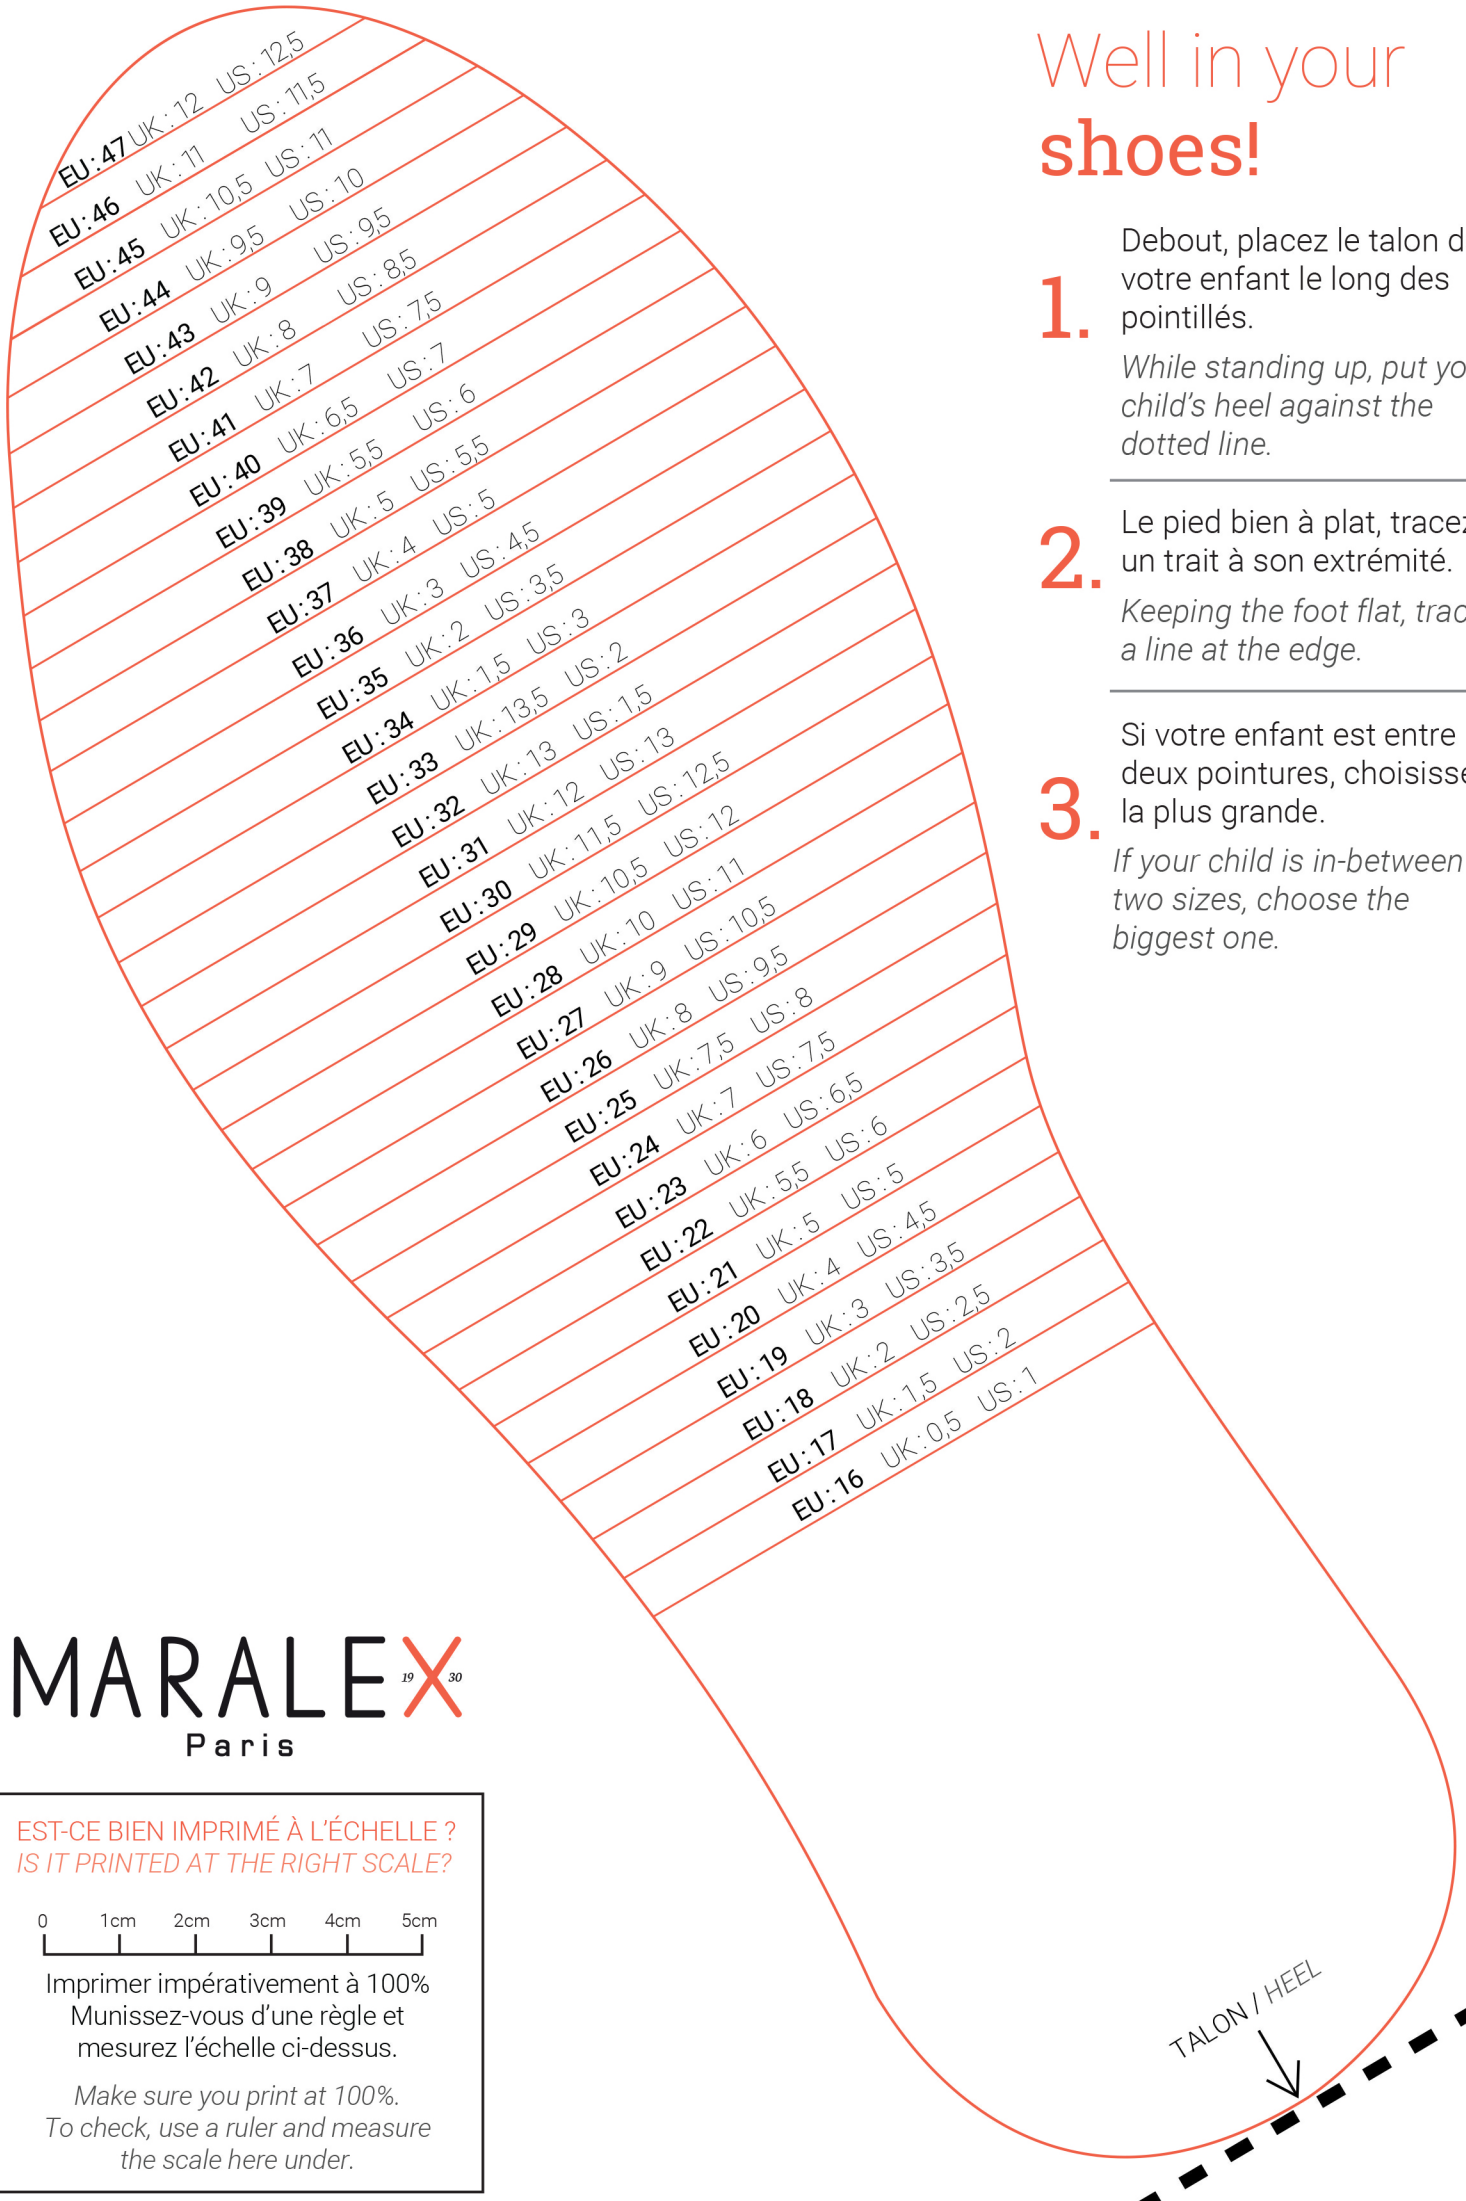 Well in your
shoes!
1.
Debout, placez le talon d
votre enfant le long des
pointillés.
While standing up, put yo
child's heel against the
dotted line.
2.
Le pied bien à plat, tracez
un trait à son extrémité.
Keeping the foot flat, trac
a line at the edge.
3.
Si votre enfant est entre
deux pointures, choisisse
la plus grande.
If your child is in-between
two sizes, choose the
biggest one.
EU:47 UK:12 US:12,5
EU:46 UK:11 US:11,5
EU:45 UK:10,5 US:11
EU:44 UK:9,5 US:10
EU:43 UK:9 US:9,5
EU:42 UK:8 US:8,5
EU:41 UK:7 US:7,5
EU:40 UK:6,5 US:7
EU:39 UK:5,5 US:6
EU:38 UK:5 US:5,5
EU:37 UK:4 US:5
EU:36 UK:3 US:4,5
EU:35 UK:2 US:3,5
EU:34 UK:1,5 US:3
EU:33 UK:13,5 US:2
EU:32 UK:13 US:1,5
EU:31 UK:12 US:13
EU:30 UK:11,5 US:12,5
EU:29 UK:10,5 US:12
EU:28 UK:10 US:11
EU:27 UK:9 US:10,5
EU:26 UK:8 US:9,5
EU:25 UK:7,5 US:8
EU:24 UK:7 US:7,5
EU:23 UK:6 US:6,5
EU:22 UK:5,5 US:6
EU:21 UK:5 US:5
EU:20 UK:4 US:4,5
EU:19 UK:3 US:3,5
EU:18 UK:2 US:2,5
EU:17 UK:1,5 US:2
EU:16 UK:0,5 US:1
MARALEX
19 30
Paris
EST-CE BIEN IMPRIMÉ À L'ÉCHELLE ?
IS IT PRINTED AT THE RIGHT SCALE?
0 1cm 2cm 3cm 4cm 5cm
Imprimer impérativement à 100%
Munissez-vous d'une règle et
mesurez l'échelle ci-dessus.
Make sure you print at 100%.
To check, use a ruler and measure
the scale here under.
TALON / HEEL